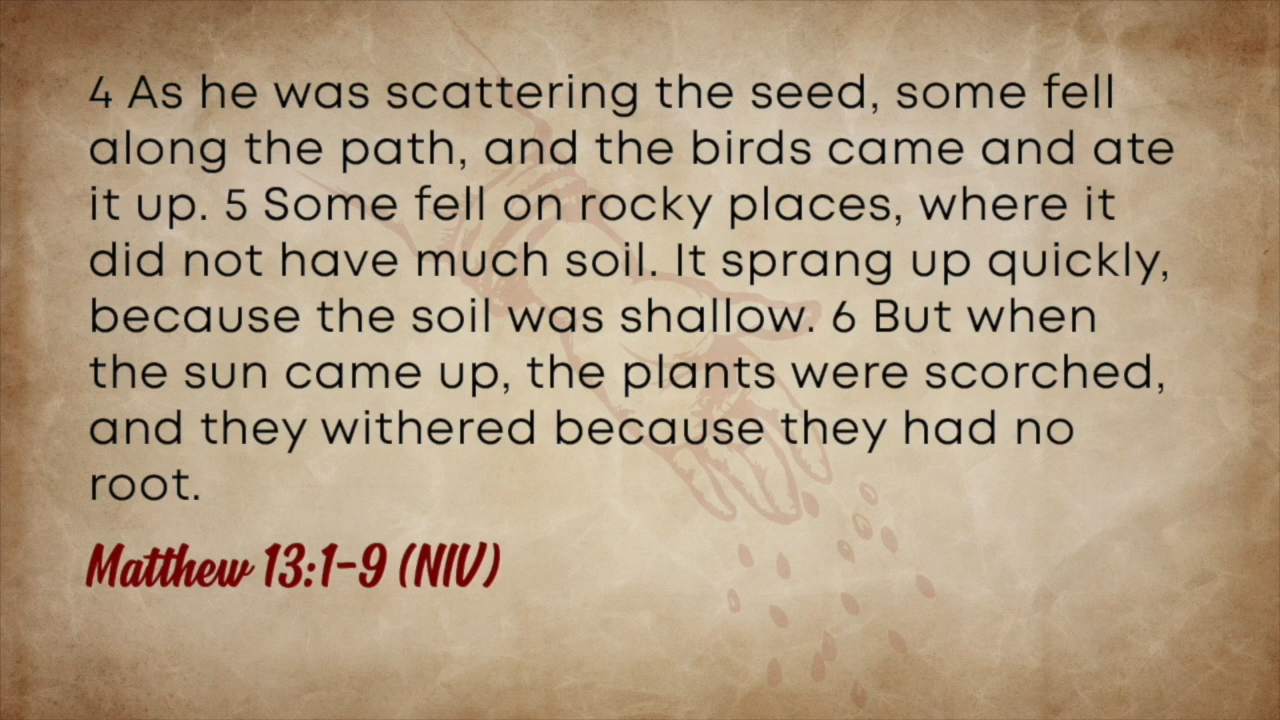 4 As he was scattering the seed, some fell
along the path, and the birds came and ate
it up. 5 Some fell on rocky places, where it
did not have much soil. It sprang up quickly,
because the soil was shallow. 6 But when
the sun came up, the plants were scorched,
and they withered because they had no
root.
Matthew 13:1-9 (NIV)